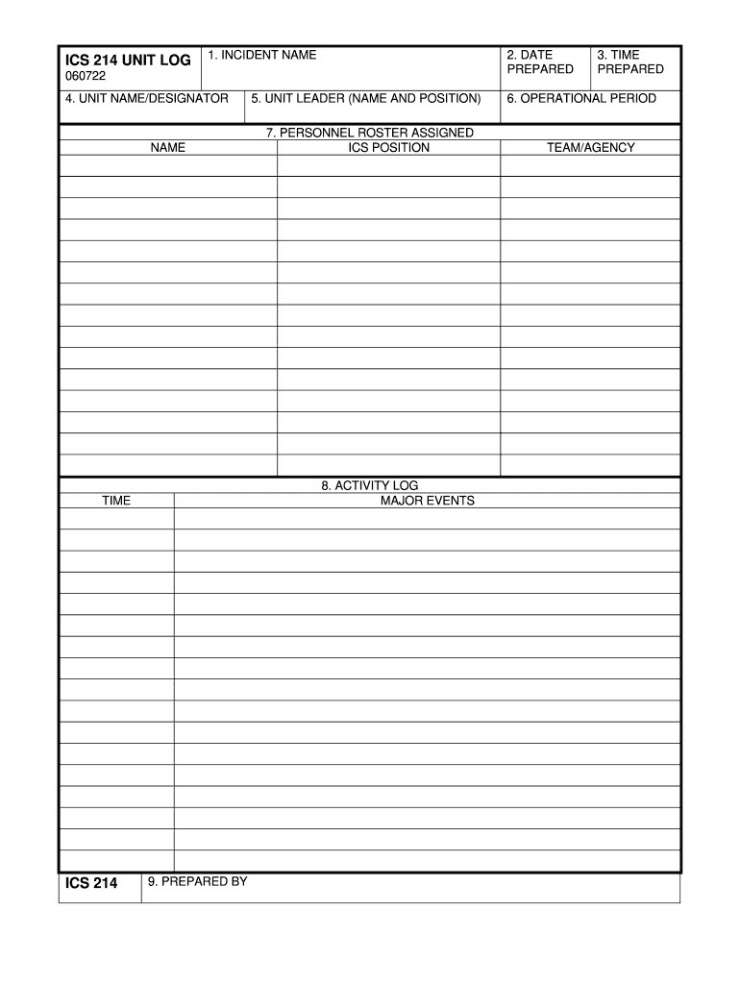 ICS 214 UNIT LOG
060722
1. INCIDENT NAME
2. DATE
PREPARED
3. TIME
PREPARED
4. UNIT NAME/DESIGNATOR
5. UNIT LEADER (NAME AND POSITION)
6. OPERATIONAL PERIOD
7. PERSONNEL ROSTER ASSIGNED
NAME
ICS POSITION
TEAM/AGENCY
8. ACTIVITY LOG
TIME
MAJOR EVENTS
ICS 214
9. PREPARED BY